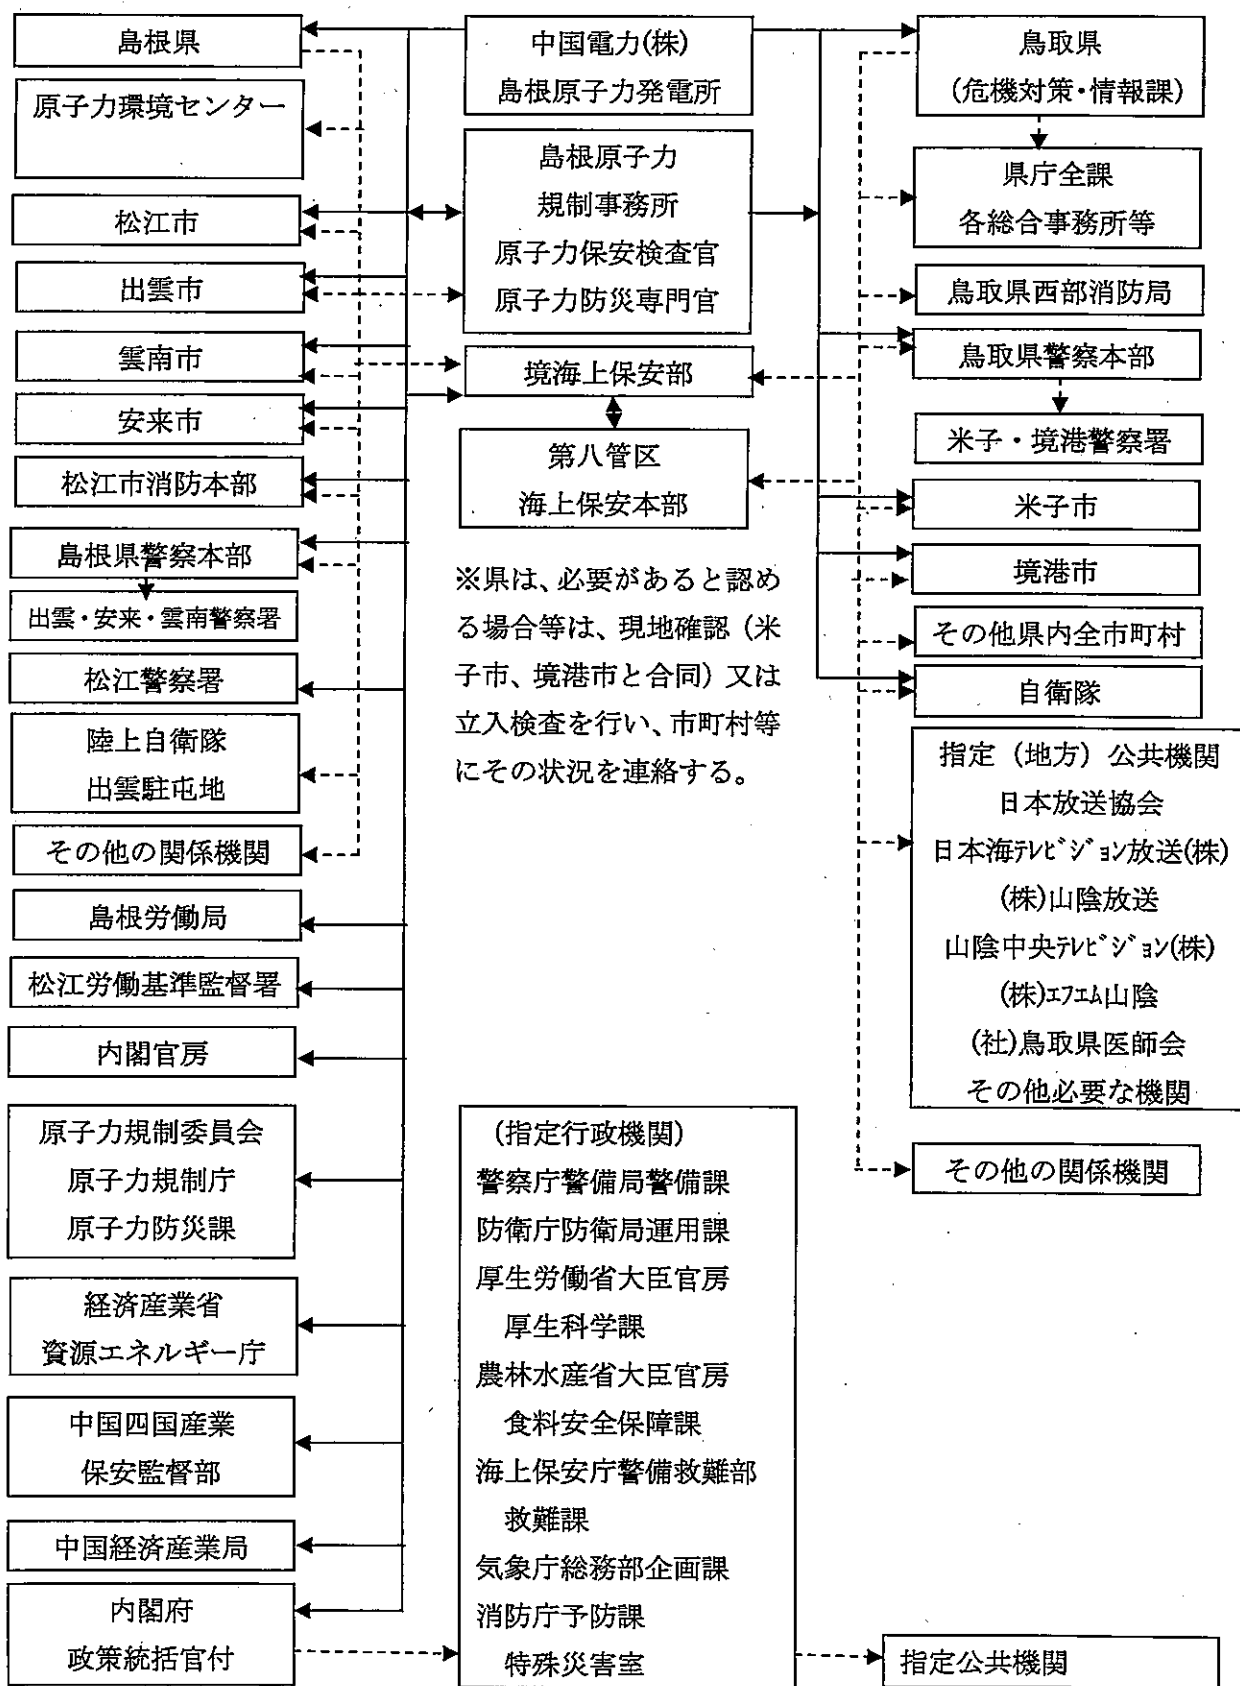 島根県
原子力環境センター
松江市
出雲市
雲南市
安来市
松江市消防本部
島根県警察本部
出雲・安来・雲南警察署
松江警察署
陸上自衛隊
出雲駐屯地
その他の関係機関
島根労働局
松江労働基準監督署
内閣官房
原子力規制委員会
原子力規制庁
原子力防災課
経済産業省
資源エネルギー庁
中国四国産業
保安監督部
中国経済産業局
内閣府
政策統括官付
中国電力(株)
島根原子力発電所
島根原子力
規制事務所
原子力保安検査官
原子力防災専門官
境海上保安部
第八管区
海上保安本部
※県は、必要があると認め
る場合等は、現地確認（米
子市、境港市と合同）又は
立入検査を行い、市町村等
にその状況を連絡する。
(指定行政機関)
警察庁警備局警備課
防衛庁防衛局運用課
厚生労働省大臣官房
厚生科学課
農林水産省大臣官房
食料安全保障課
海上保安庁警備救難部
救難課
気象庁総務部企画課
消防庁予防課
特殊災害室
鳥取県
(危機対策・情報課)
県庁全課
各総合事務所等
鳥取県西部消防局
鳥取県警察本部
米子・境港警察署
米子市
境港市
その他県内全市町村
自衛隊
指定（地方）公共機関
日本放送協会
日本海ﾃﾚﾋﾞｼﾞｮﾝ放送(株)
(株)山陰放送
山陰中央ﾃﾚﾋﾞｼﾞｮﾝ(株)
(株)ｴﾌｴﾑ山陰
(社)鳥取県医師会
その他必要な機関
その他の関係機関
指定公共機関